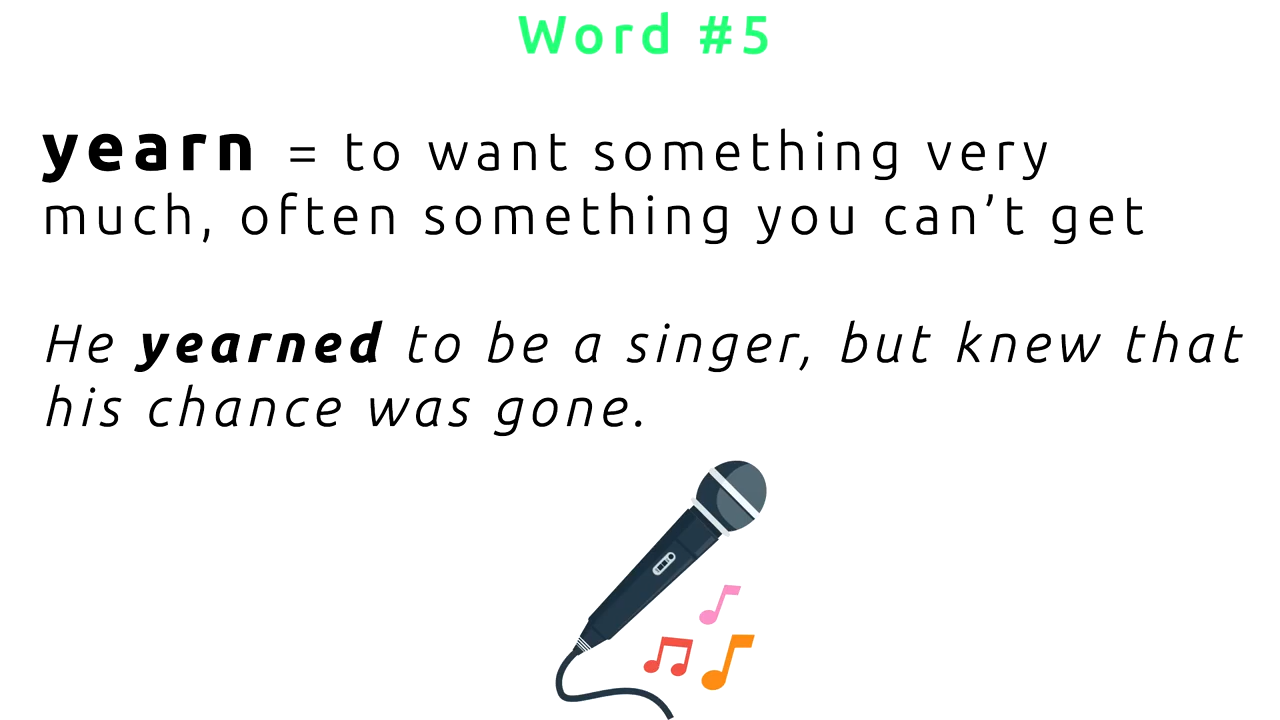 Word #5
yearn = to want something very
much, often something you can’t get
He yearned to be a singer, but knew that
his chance was gone.